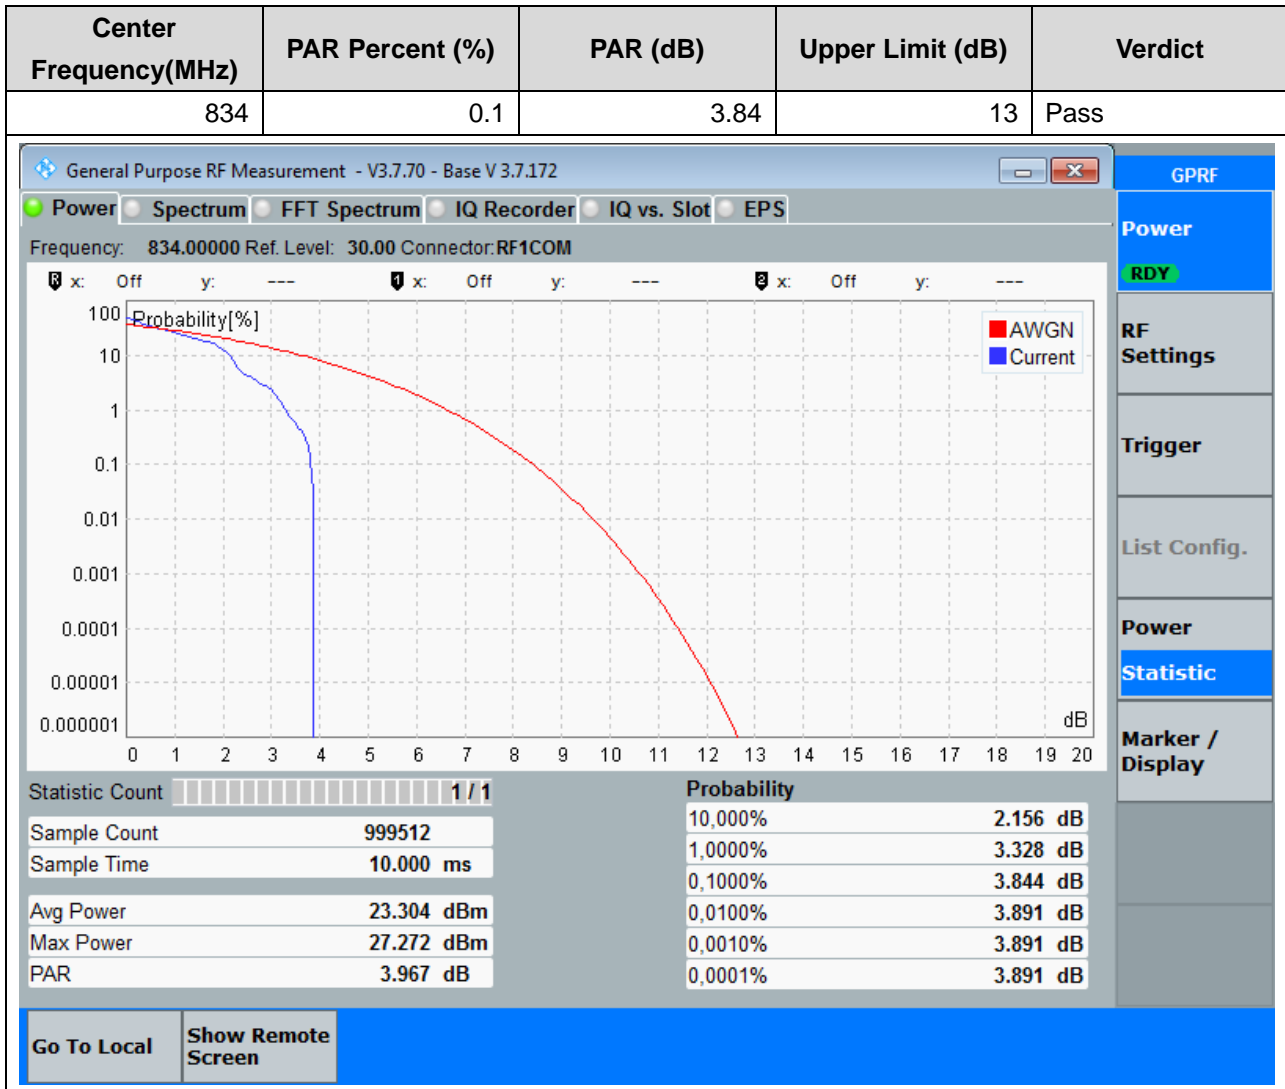 Center Frequency(MHz) PAR Percent (%) PAR (dB) Upper Limit (dB) Verdict
834 0.1 3.84 13 Pass
General Purpose RF Measurement - V3.7.70 - Base V 3.7.172
GPRF
Power Spectrum FFT Spectrum IQ Recorder IQ vs. Slot EPS
Frequency: 834.00000 Ref. Level: 30.00 Connector:RF1COM
R x: Off y: --- 1 x: Off y: --- 2 x: Off y: ---
Probability[%]
AWGN
Current
100
10
1
0.1
0.01
0.001
0.0001
0.00001
0.000001
dB
0 1 2 3 4 5 6 7 8 9 10 11 12 13 14 15 16 17 18 19 20
Statistic Count 1 / 1
Sample Count 999512
Sample Time 10.000 ms
Avg Power 23.304 dBm
Max Power 27.272 dBm
PAR 3.967 dB
Probability
10,000% 2.156 dB
1,0000% 3.328 dB
0,1000% 3.844 dB
0,0100% 3.891 dB
0,0010% 3.891 dB
0,0001% 3.891 dB
Power
RDY
RF
Settings
Trigger
List Config.
Power
Statistic
Marker /
Display
Go To Local
Show Remote
Screen